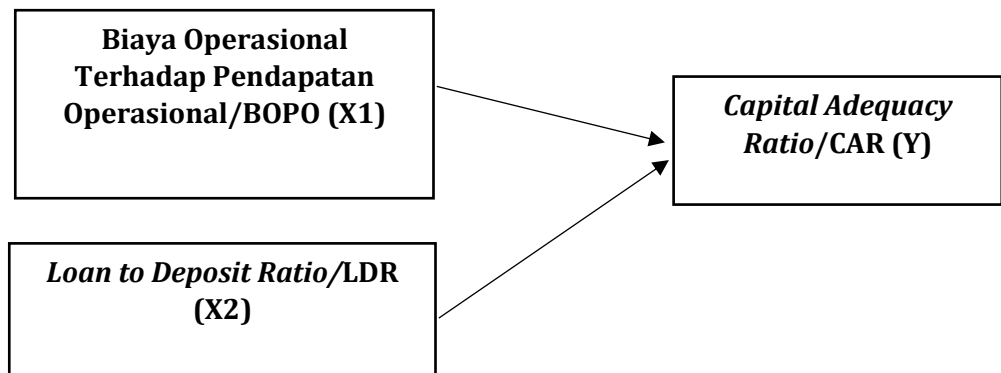 Biaya Operasional
Terhadap Pendapatan
Operasional/BOPO (X1)
Capital Adequacy
Ratio/CAR (Y)
Loan to Deposit Ratio/LDR
(X2)